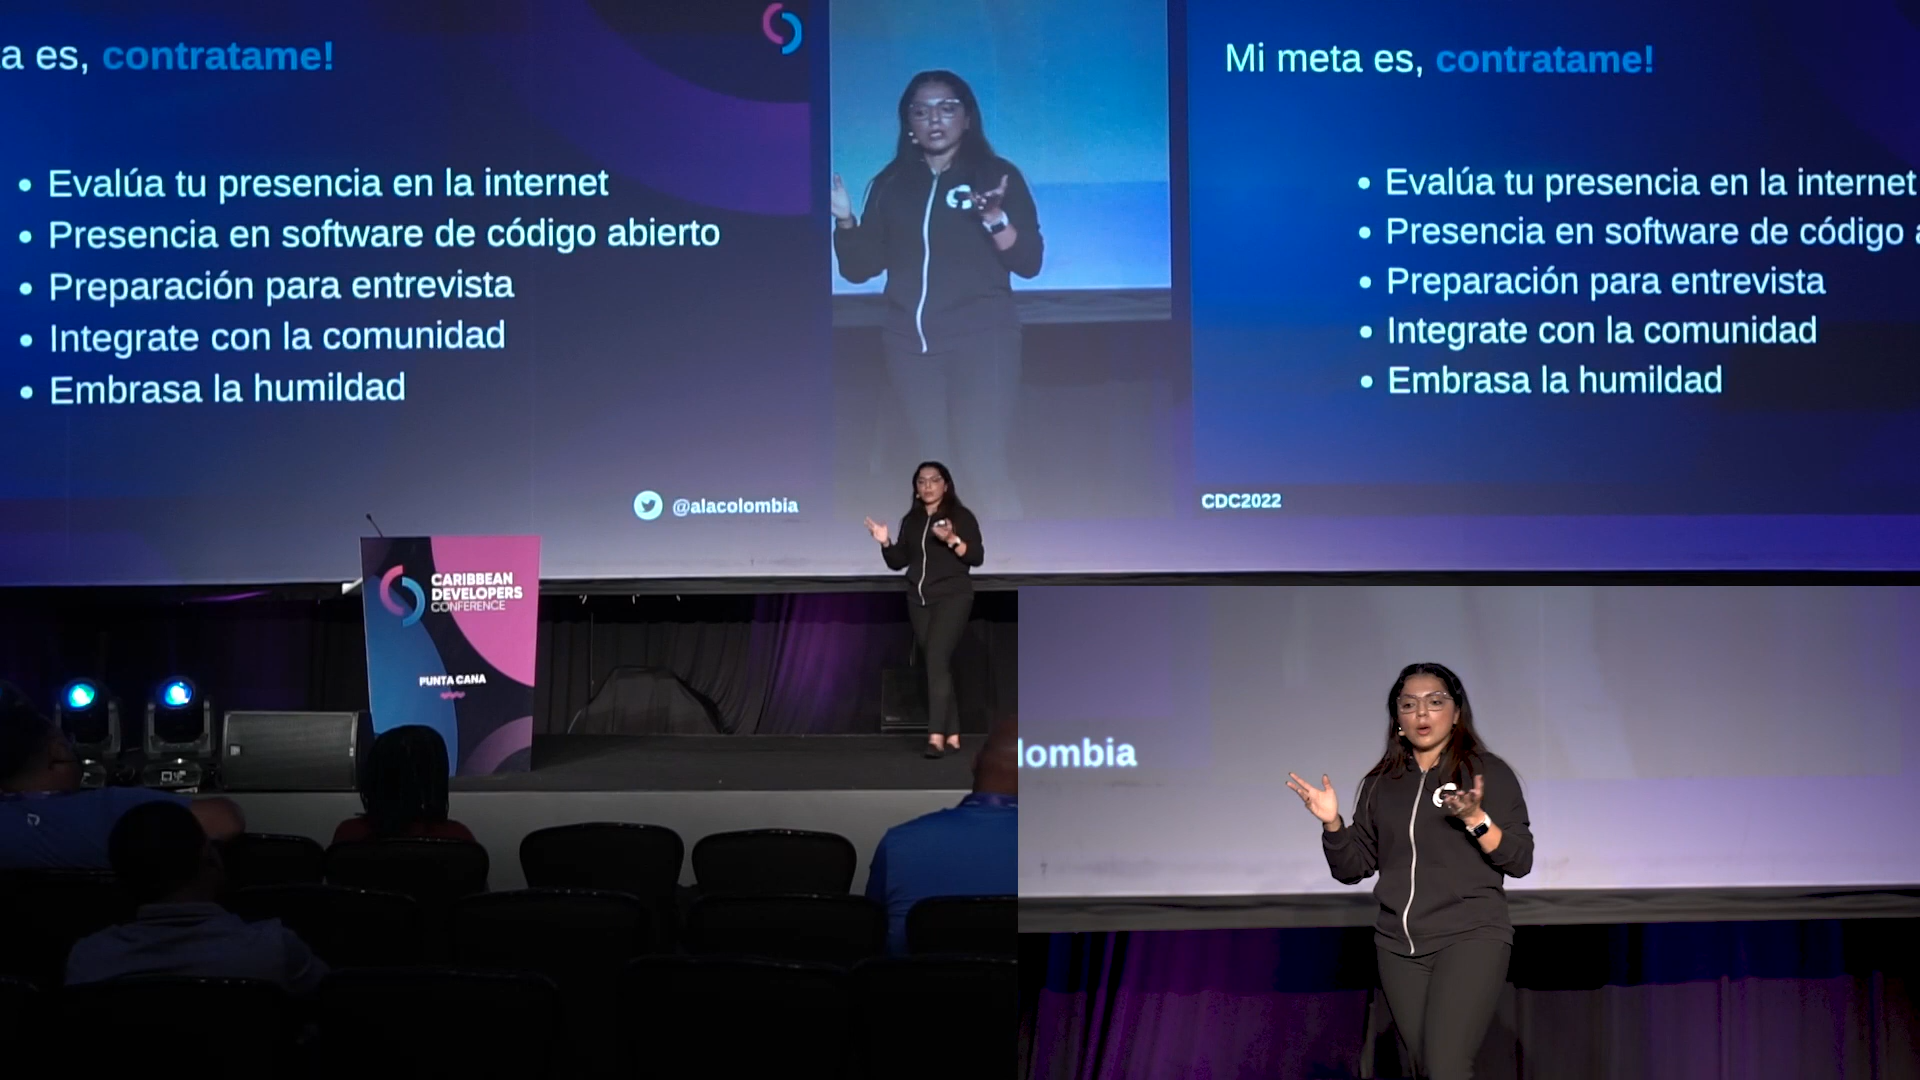 a es, contratame!
• Evalúa tu presencia en la internet
• Presencia en software de código abierto
• Preparación para entrevista
• Integrate con la comunidad
• Embrasa la humildad
@alacolombia
Mi meta es, contratame!
• Evalúa tu presencia en la internet
• Presencia en software de código a
• Preparación para entrevista
• Integrate con la comunidad
• Embrasa la humildad
CDC2022
CARIBBEAN
DEVELOPERS
CONFERENCE
PUNTA CANA
lombia